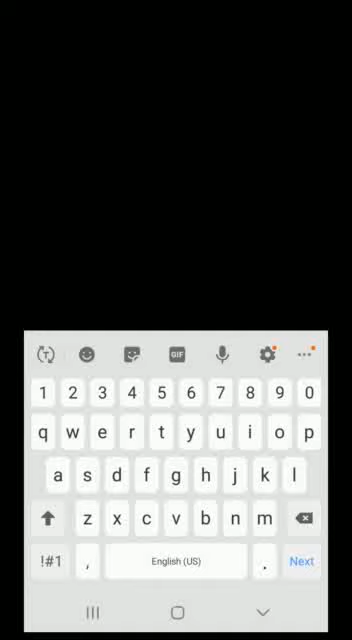 T GIF
1 2 3 4 5 6 7 8 9 0
q w e r t y u i o p
a s d f g h j k l
z x c v b n m
!#1 , English (US) . Next